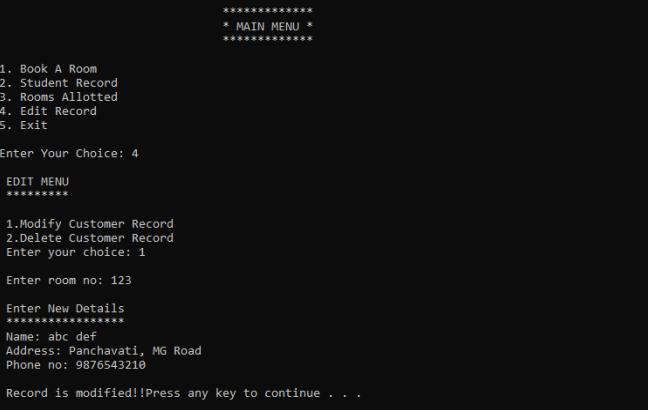 *************
* MAIN MENU *
*************
1. Book A Room
2. Student Record
3. Rooms Allotted
4. Edit Record
5. Exit
Enter Your Choice: 4
EDIT MENU
*********
1.Modify Customer Record
2.Delete Customer Record
Enter your choice: 1
Enter room no: 123
Enter New Details
*****************
Name: abc def
Address: Panchavati, MG Road
Phone no: 9876543210
Record is modified!!Press any key to continue . . .